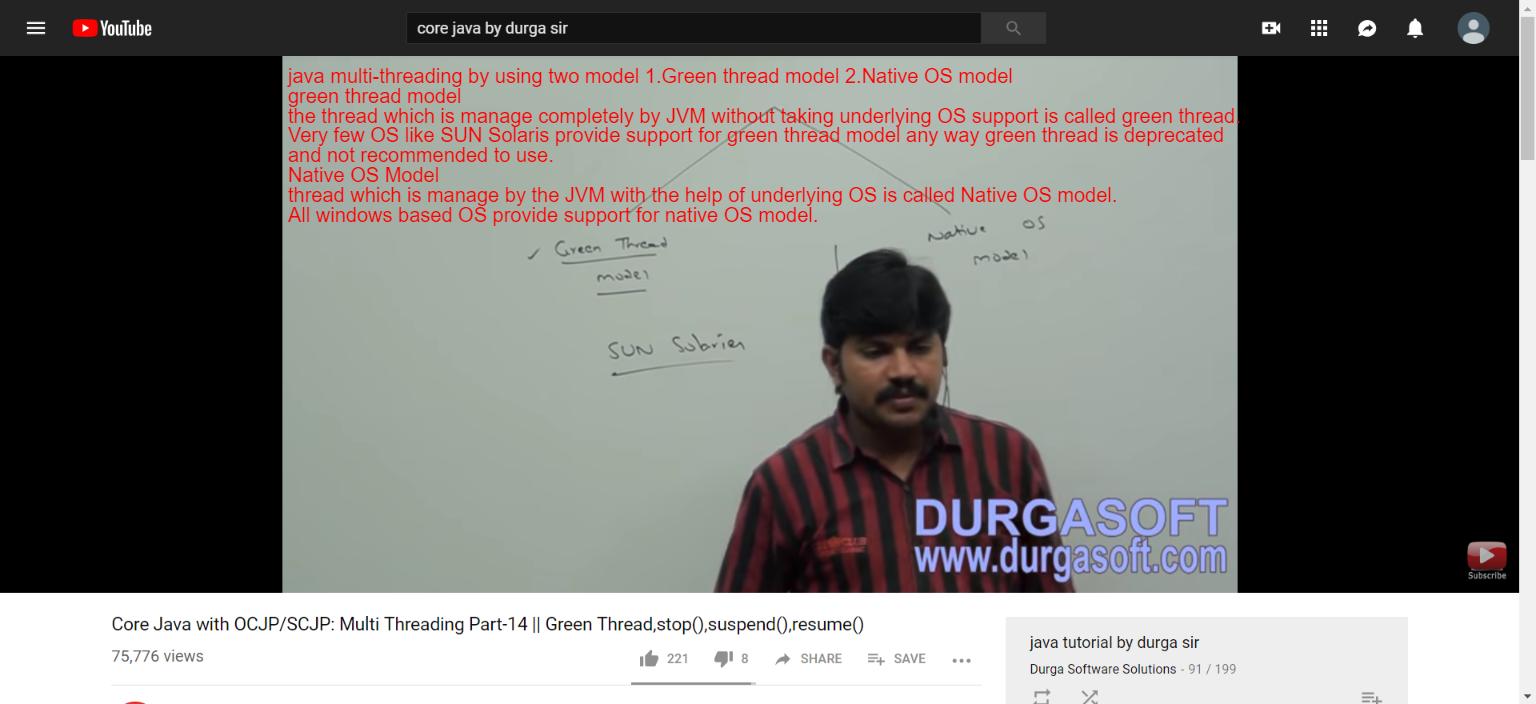 YouTube
core java by durga sir
java multi-threading by using two model 1.Green thread model 2.Native OS model
green thread model
the thread which is manage completely by JVM without taking underlying OS support is called green thread.
Very few OS like SUN Solaris provide support for green thread model any way green thread is deprecated
and not recommended to use.
Native OS Model
thread which is manage by the JVM with the help of underlying OS is called Native OS model.
All windows based OS provide support for native OS model.
✓ Green Thread
model
Native OS
model
SUN
DURGASOFT
www.durgasoft.com
Subscribe
Core Java with OCJP/SCJP: Multi Threading Part-14 || Green Thread,stop(),suspend(),resume()
75,776 views
221 8 SHARE SAVE
java tutorial by durga sir
Durga Software Solutions - 91 / 199